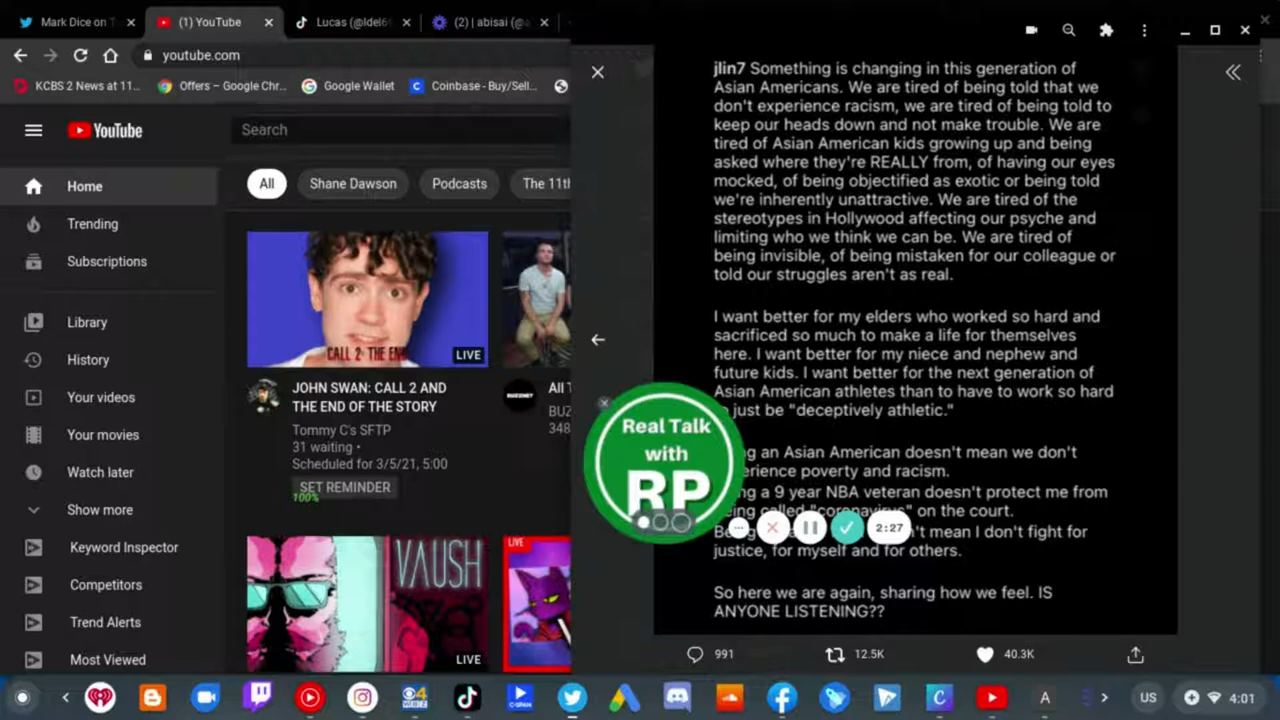 Mark Dice on T
(1) YouTube
Lucas (@ldel6
(2) | abisai (@
youtube.com
KCBS 2 News at 11...
Offers – Google Chr...
Google Wallet
Coinbase - Buy/Sell...
YouTube
Search
Home
Trending
Subscriptions
Library
History
Your videos
Your movies
Watch later
Show more
Keyword Inspector
Competitors
Trend Alerts
Most Viewed
All
Shane Dawson
Podcasts
The 11th
CALL 2 THE END
LIVE
JOHN SWAN: CALL 2 AND
THE END OF THE STORY
Tommy C's SFTP
31 waiting •
Scheduled for 3/5/21, 5:00
SET REMINDER
100%
BUZZNET
All T
BUZ
348
VAUSH
LIVE
LIVE
jlin7 Something is changing in this generation of
Asian Americans. We are tired of being told that we
don't experience racism, we are tired of being told to
keep our heads down and not make trouble. We are
tired of Asian American kids growing up and being
asked where they're REALLY from, of having our eyes
mocked, of being objectified as exotic or being told
we're inherently unattractive. We are tired of the
stereotypes in Hollywood affecting our psyche and
limiting who we think we can be. We are tired of
being invisible, of being mistaken for our colleague or
told our struggles aren't as real.
I want better for my elders who worked so hard and
sacrificed so much to make a life for themselves
here. I want better for my niece and nephew and
future kids. I want better for the next generation of
Asian American athletes than to have to work so hard
just be "deceptively athletic."
an Asian American doesn't mean we don't
erience poverty and racism.
a 9 year NBA veteran doesn't protect me from
eing called "coronavirus" on the court.
Be n't mean I don't fight for
justice, for myself and for others.
So here we are again, sharing how we feel. IS
ANYONE LISTENING??
Real Talk
with
RP
2:27
991
12.5K
40.3K
US
4:01